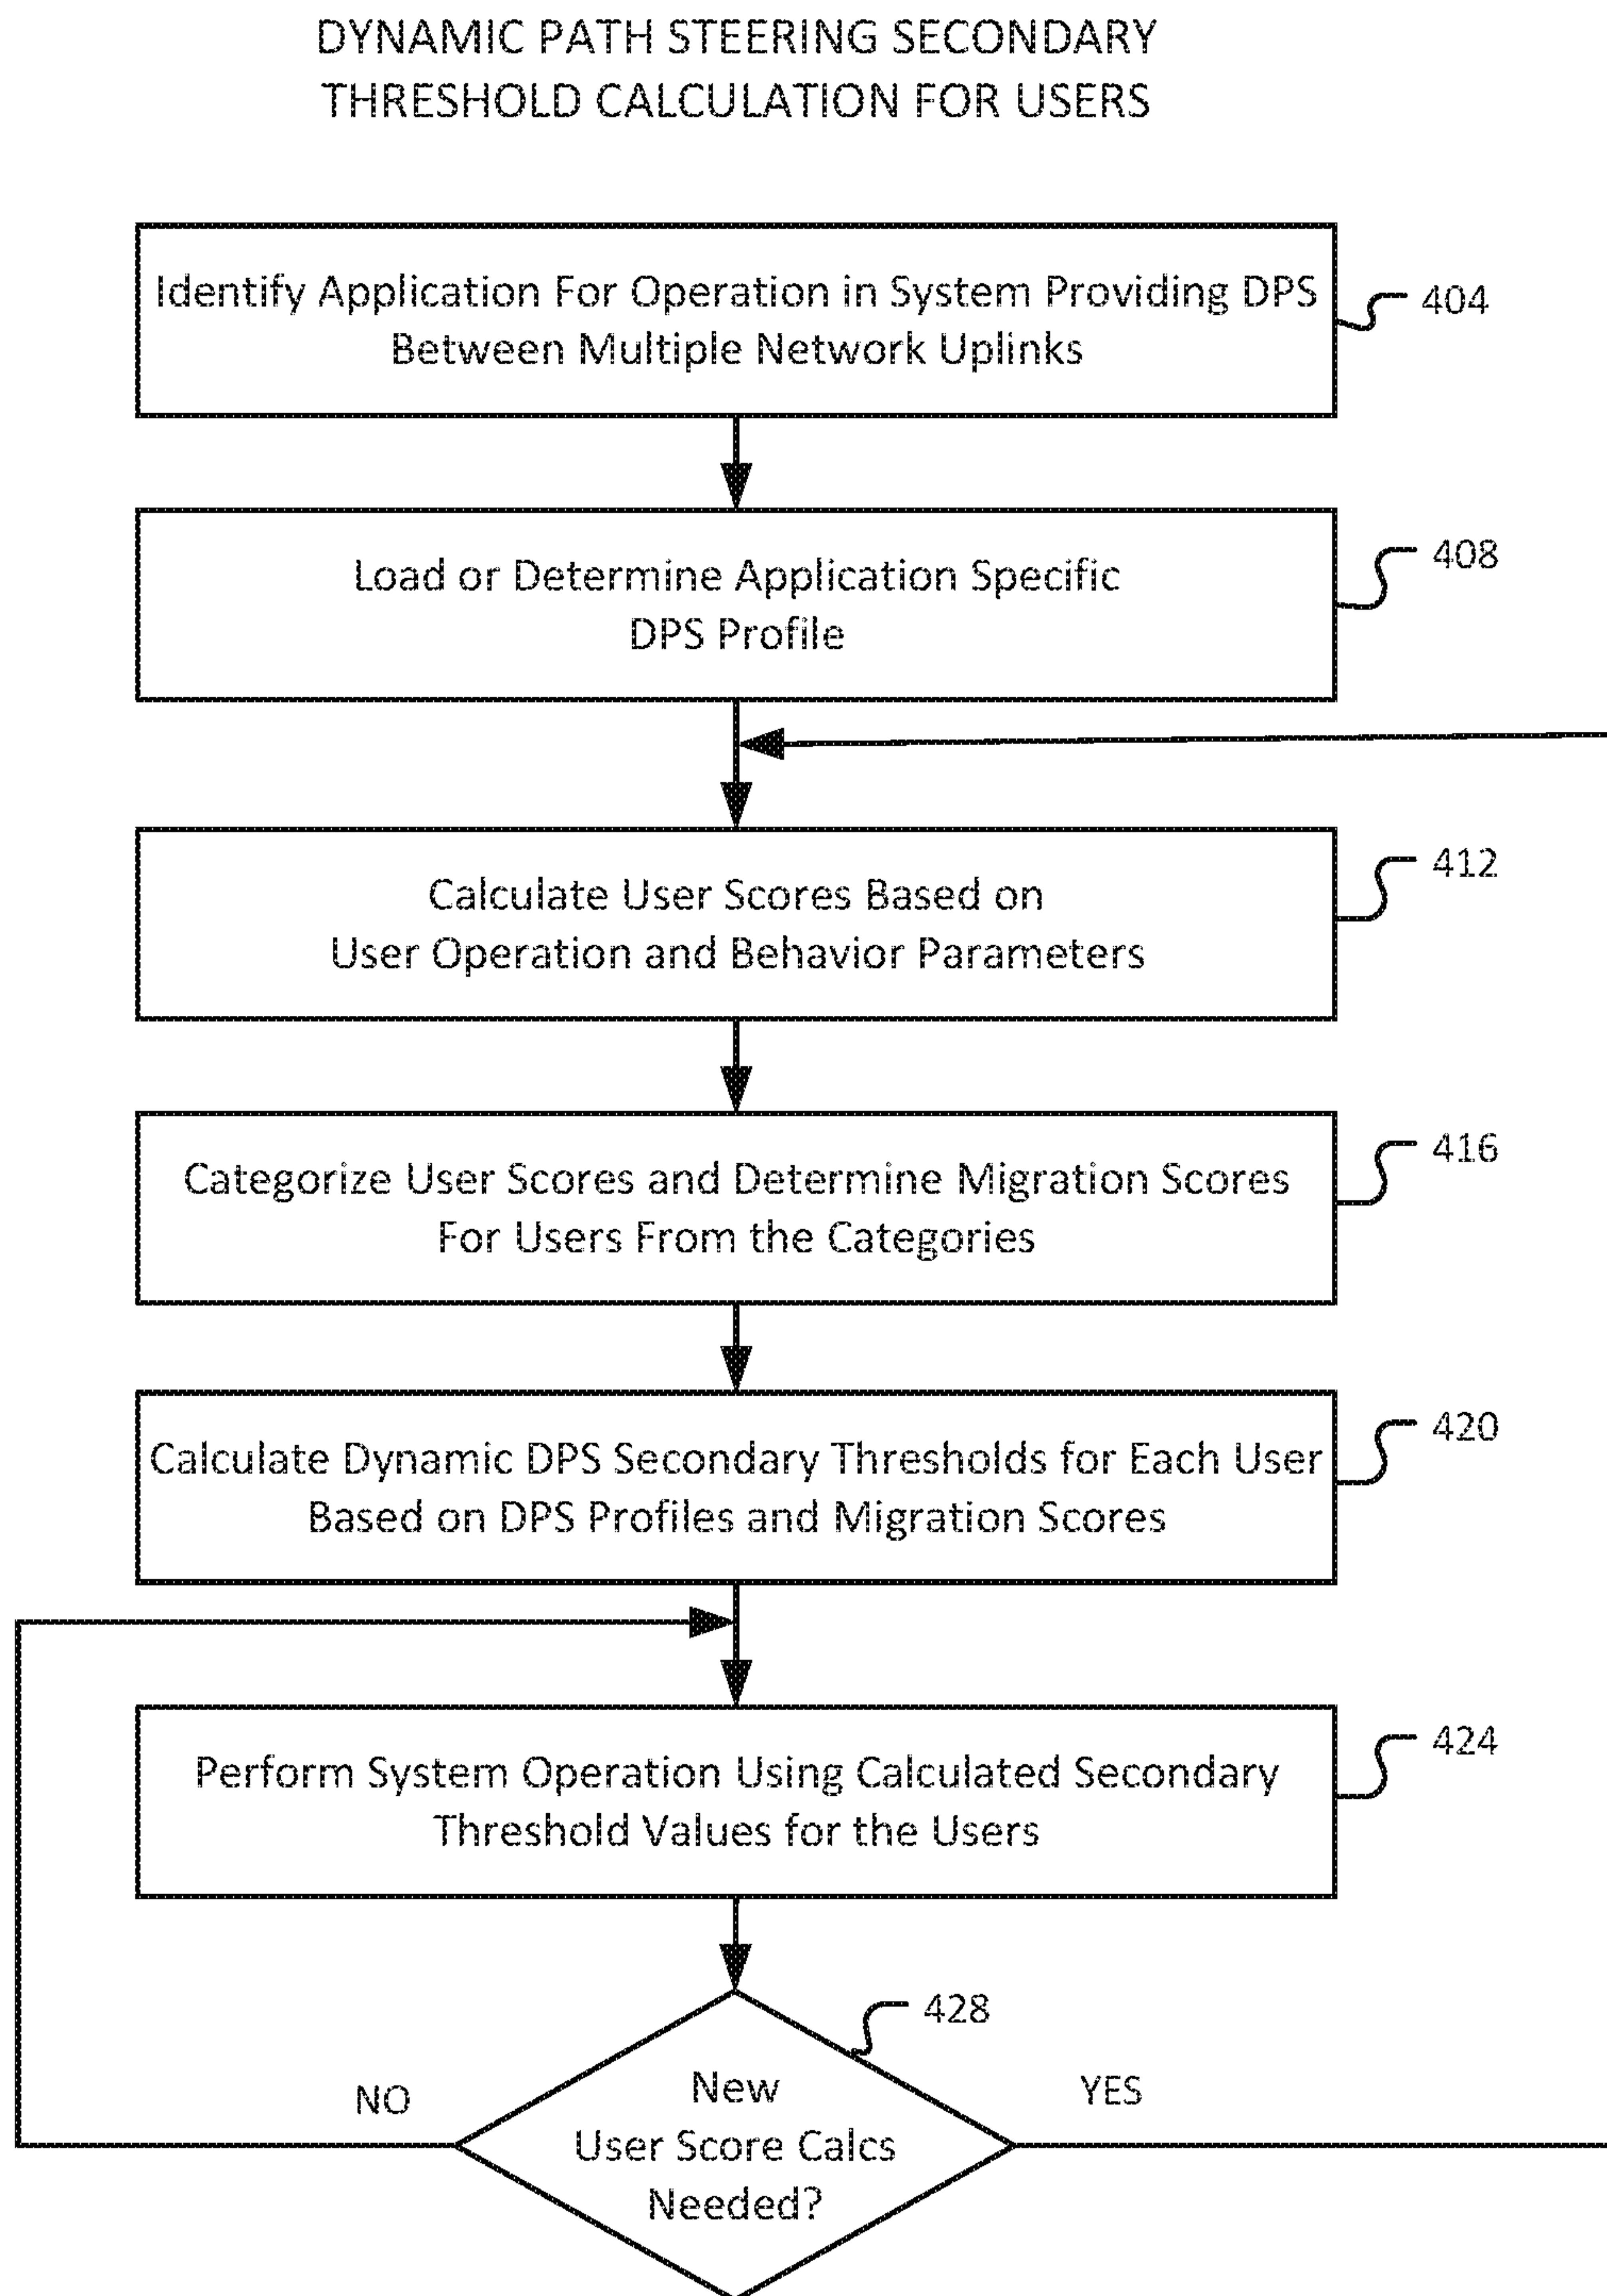 DYNAMIC PATH STEERING SECONDARY
THRESHOLD CALCULATION FOR USERS
Identify Application For Operation in System Providing DPS
Between Multiple Network Uplinks
404
Load or Determine Application Specific
DPS Profile
408
Calculate User Scores Based on
User Operation and Behavior Parameters
412
Categorize User Scores and Determine Migration Scores
For Users From the Categories
416
Calculate Dynamic DPS Secondary Thresholds for Each User
Based on DPS Profiles and Migration Scores
420
Perform System Operation Using Calculated Secondary
Threshold Values for the Users
424
428
NO
New
User Score Calcs
Needed?
YES